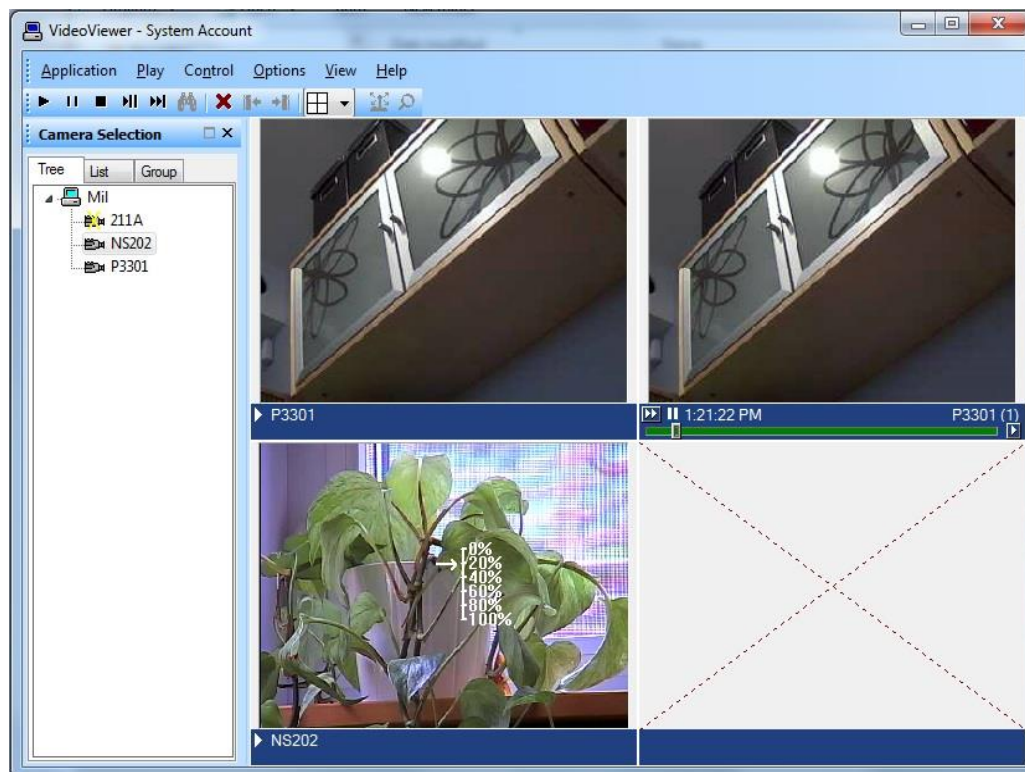 VideoViewer - System Account
Application Play Control Options View Help
Camera Selection
Tree List Group
Mil
211A
NS202
P3301
P3301
1:21:22 PM P3301 (1)
0%
20%
40%
60%
80%
100%
NS202